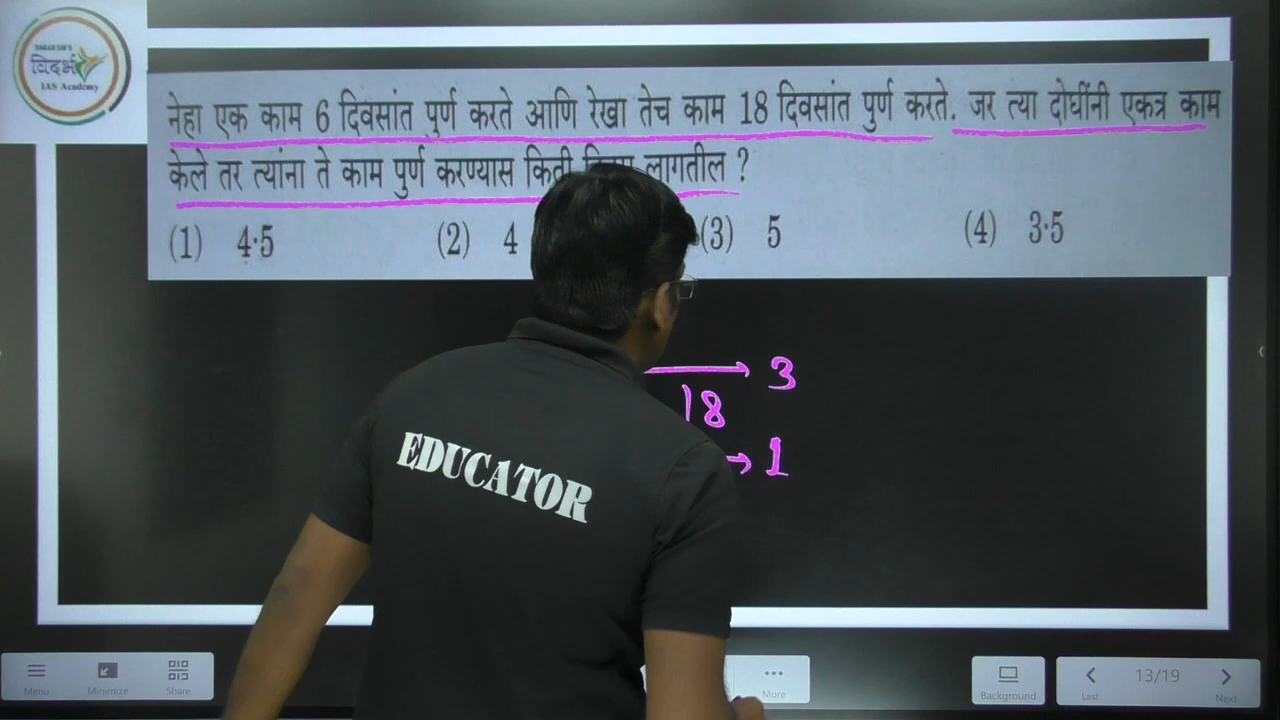 विदर्भ
IAS Academy
नेहा एक काम 6 दिवसांत पुर्ण करते आणि रेखा तेच काम 18 दिवसांत पुर्ण करते. जर त्या दोघींनी एकत्र काम
केले तर त्यांना ते काम पुर्ण करण्यास किती लागतील ?
(1) 4·5 (2) 4 (3) 5 (4) 3·5
3
18
1
EDUCATOR
Menu Minimize Share More Background Last 13/19 Next